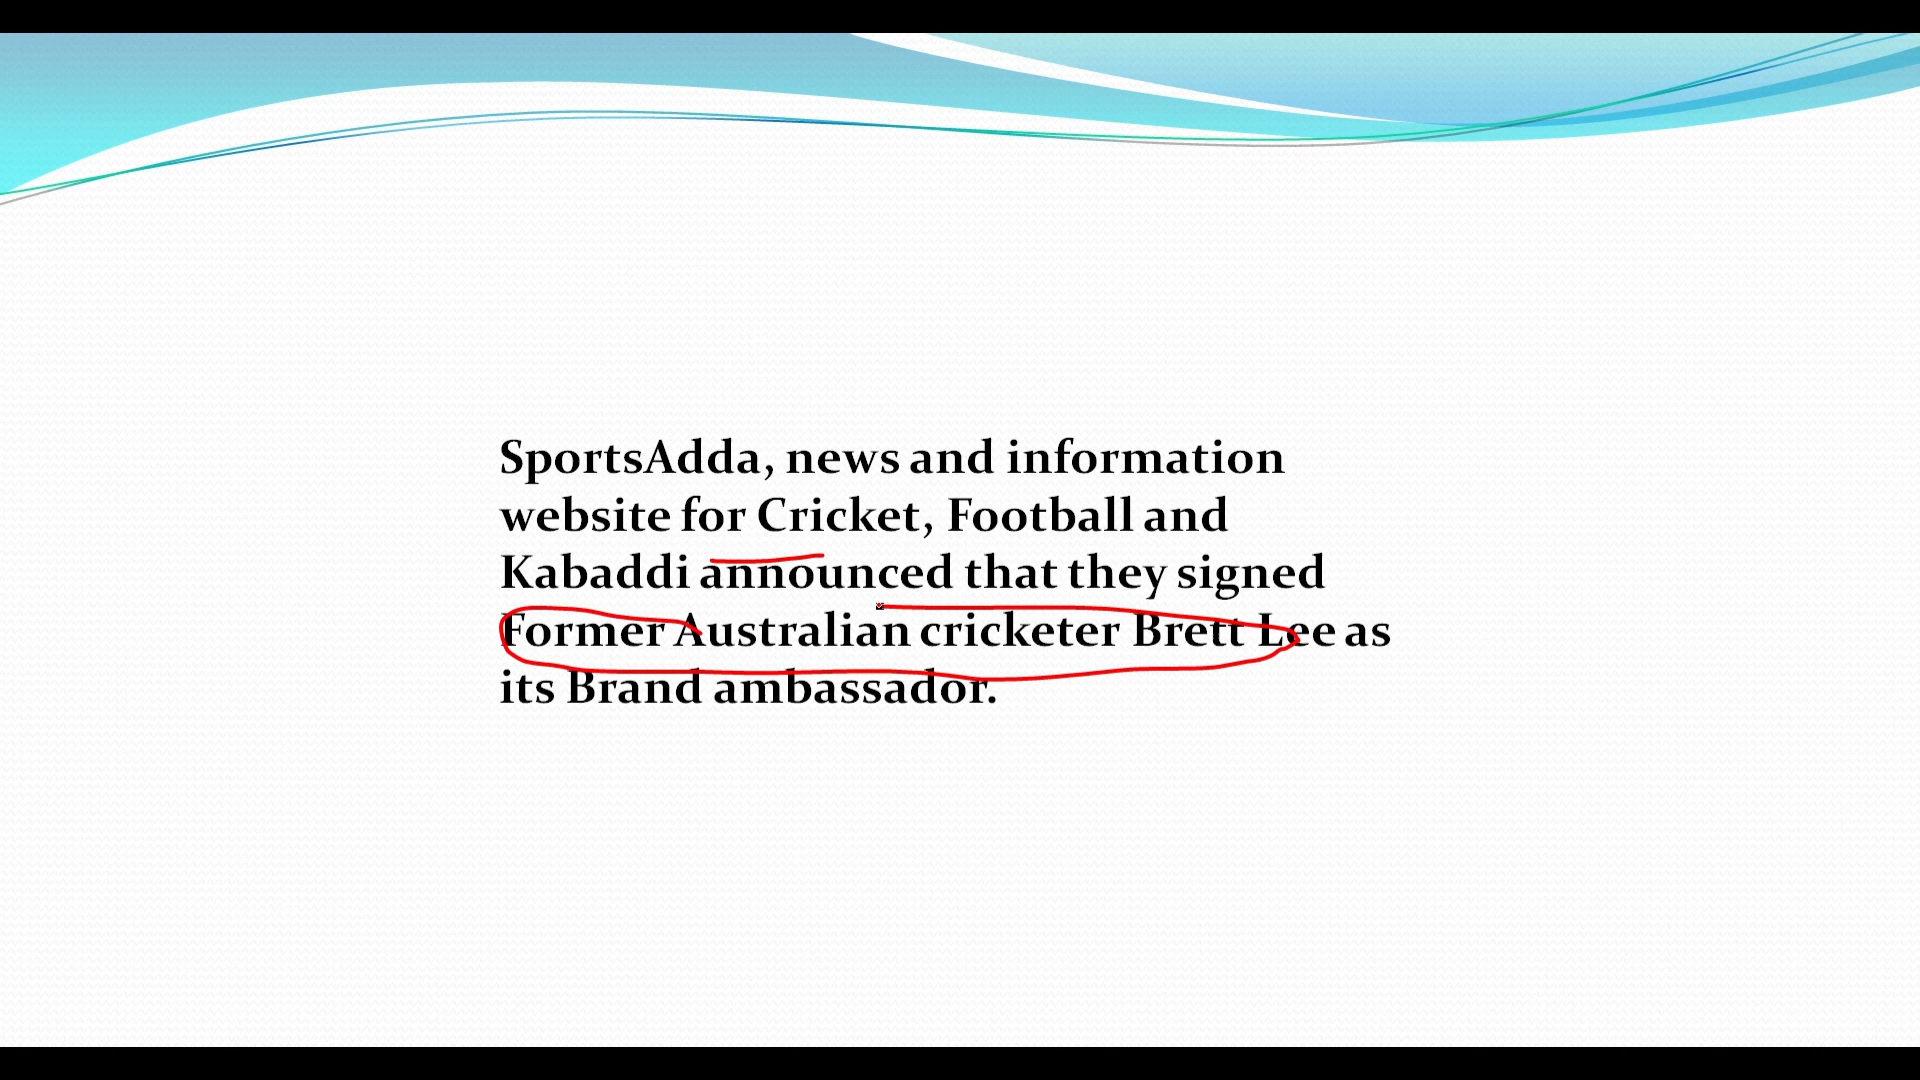 SportsAdda, news and information
website for Cricket, Football and
Kabaddi announced that they signed
Former Australian cricketer Brett Lee as
its Brand ambassador.